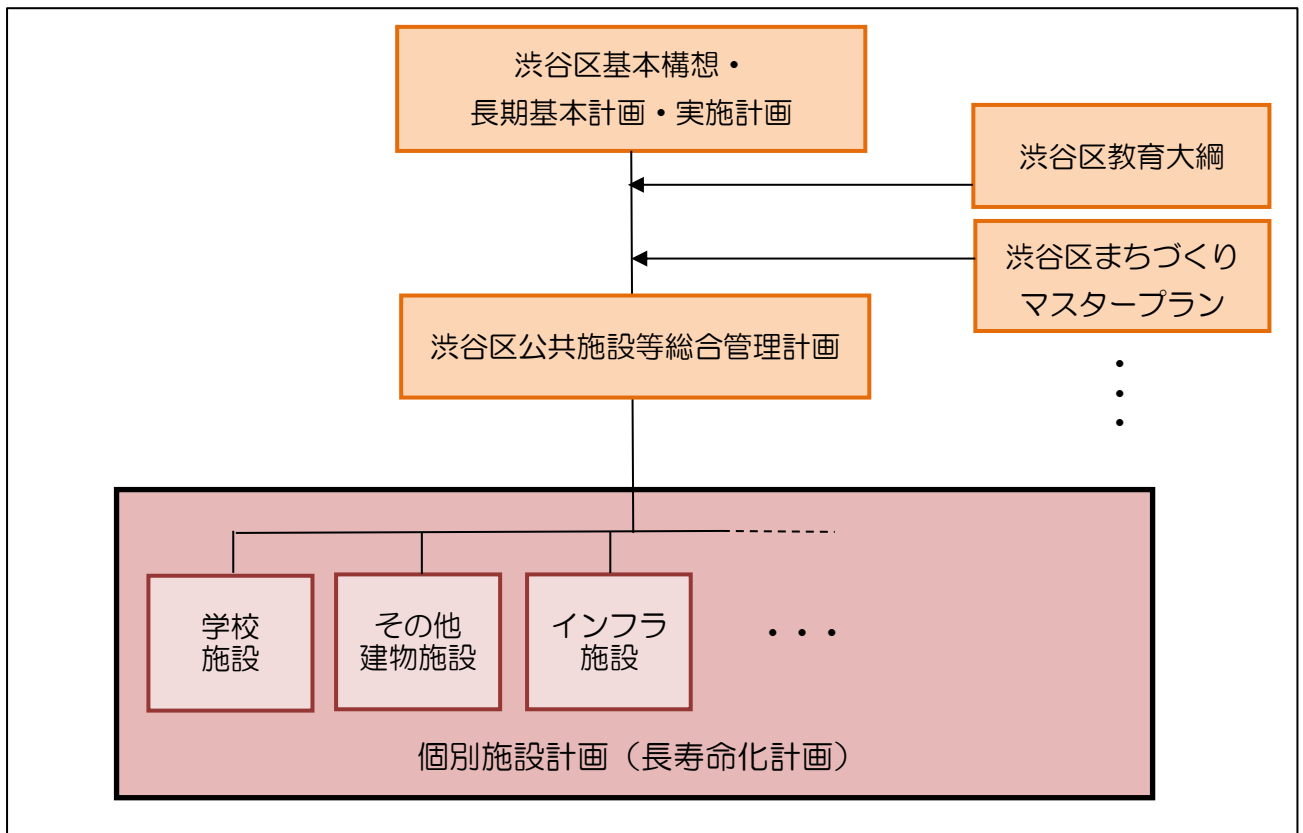 渋谷区基本構想・
長期基本計画・実施計画
渋谷区教育大綱
渋谷区まちづくり
マスタープラン
渋谷区公共施設等総合管理計画
・
・
・
学校
施設
その他
建物施設
インフラ
施設
・・・
個別施設計画（長寿命化計画）